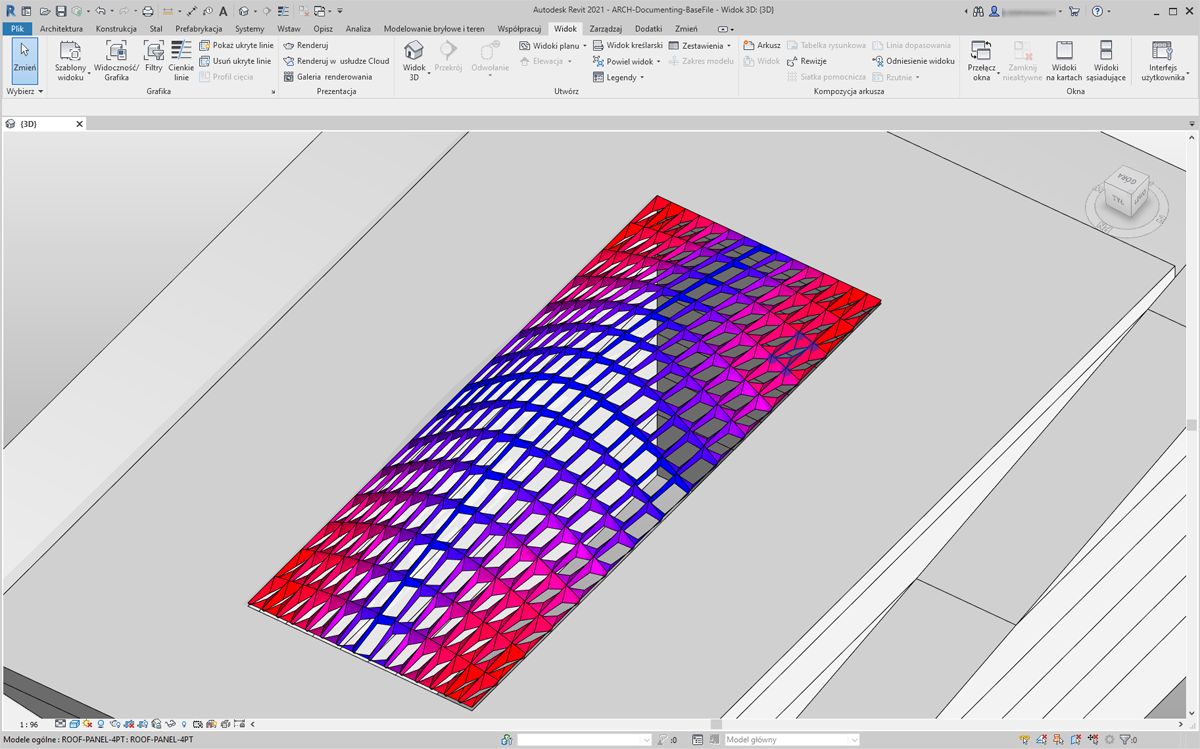 Autodesk Revit 2021 - ARCH-Documenting-BaseFile - Widok 3D: {3D}
Plik Architektura Konstrukcja Stal Prefabrykacja Systemy Wstaw Opisz Analiza Modelowanie bryłowe i teren Współpracuj Widok Zarządzaj Dodatki Zmień
Zmień
Wybierz
Szablony widoku
Widoczność/ Grafika
Filtry
Cienkie linie
Pokaż ukryte linie
Usuń ukryte linie
Profil cięcia
Grafika
Renderuj
Renderuj w usłudze Cloud
Galeria renderowania
Prezentacja
Widok 3D
Przekrój
Odwołanie
Widoki planu
Elewacja
Widok kreślarski
Powiel widok
Legendy
Zestawienia
Zakres modelu
Utwórz
Arkusz
Widok
Tabelka rysunkowa
Rewizje
Siatka pomocnicza
Linia dopasowania
Odniesienie widoku
Rzutnie
Kompozycja arkusza
Przełącz okna
Zamknij nieaktywne
Widoki na kartach
Widoki sąsiadujące
Okna
Interfejs użytkownika
{3D}
GÓRA
TYŁ
1 : 96
Modele ogólne : ROOF-PANEL-4PT : ROOF-PANEL-4PT
:0
Model główny
:0